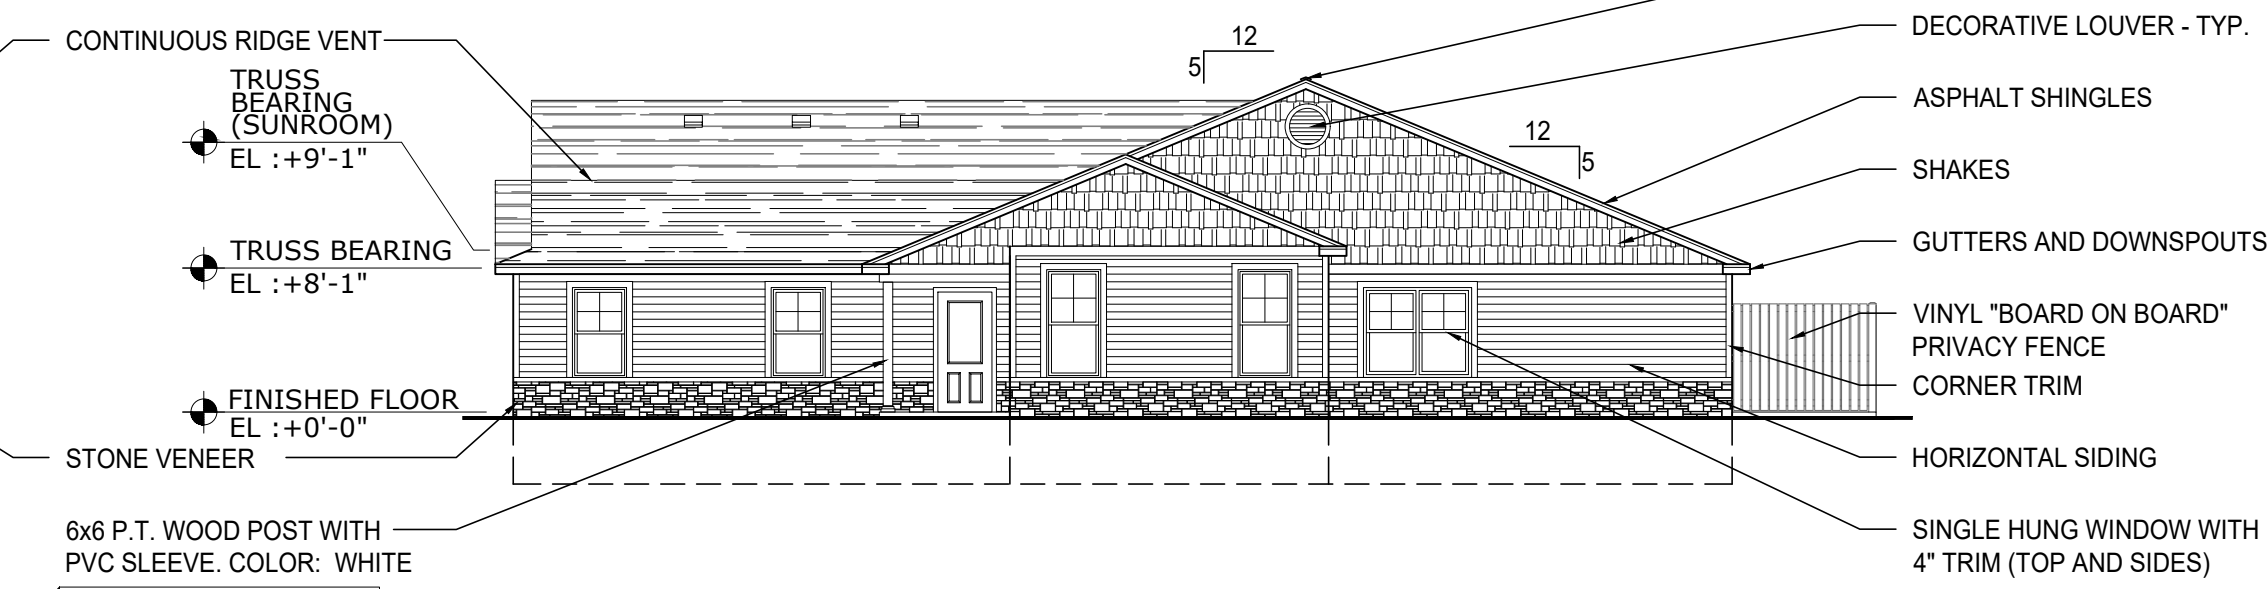 CONTINUOUS RIDGE VENT
TRUSS
BEARING
(SUNROOM)
EL :+9'-1"
TRUSS BEARING
EL :+8'-1"
FINISHED FLOOR
EL :+0'-0"
STONE VENEER
6x6 P.T. WOOD POST WITH
PVC SLEEVE. COLOR: WHITE
12
5
12
5
DECORATIVE LOUVER - TYP.
ASPHALT SHINGLES
SHAKES
GUTTERS AND DOWNSPOUTS
VINYL "BOARD ON BOARD"
PRIVACY FENCE
CORNER TRIM
HORIZONTAL SIDING
SINGLE HUNG WINDOW WITH
4" TRIM (TOP AND SIDES)